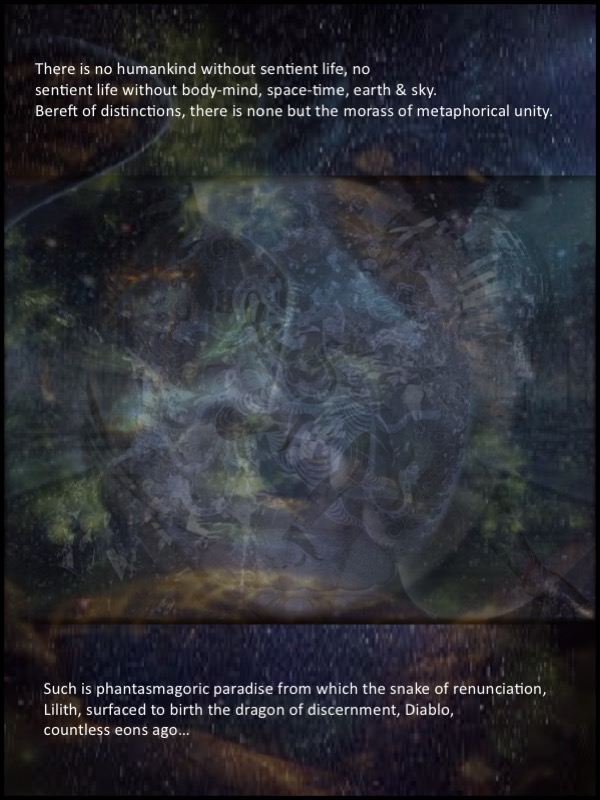 There is no humankind without sentient life, no
sentient life without body-mind, space-time, earth & sky.
Bereft of distinctions, there is none but the morass of metaphorical unity.
Such is phantasmagoric paradise from which the snake of renunciation,
Lilith, surfaced to birth the dragon of discernment, Diablo,
countless eons ago...